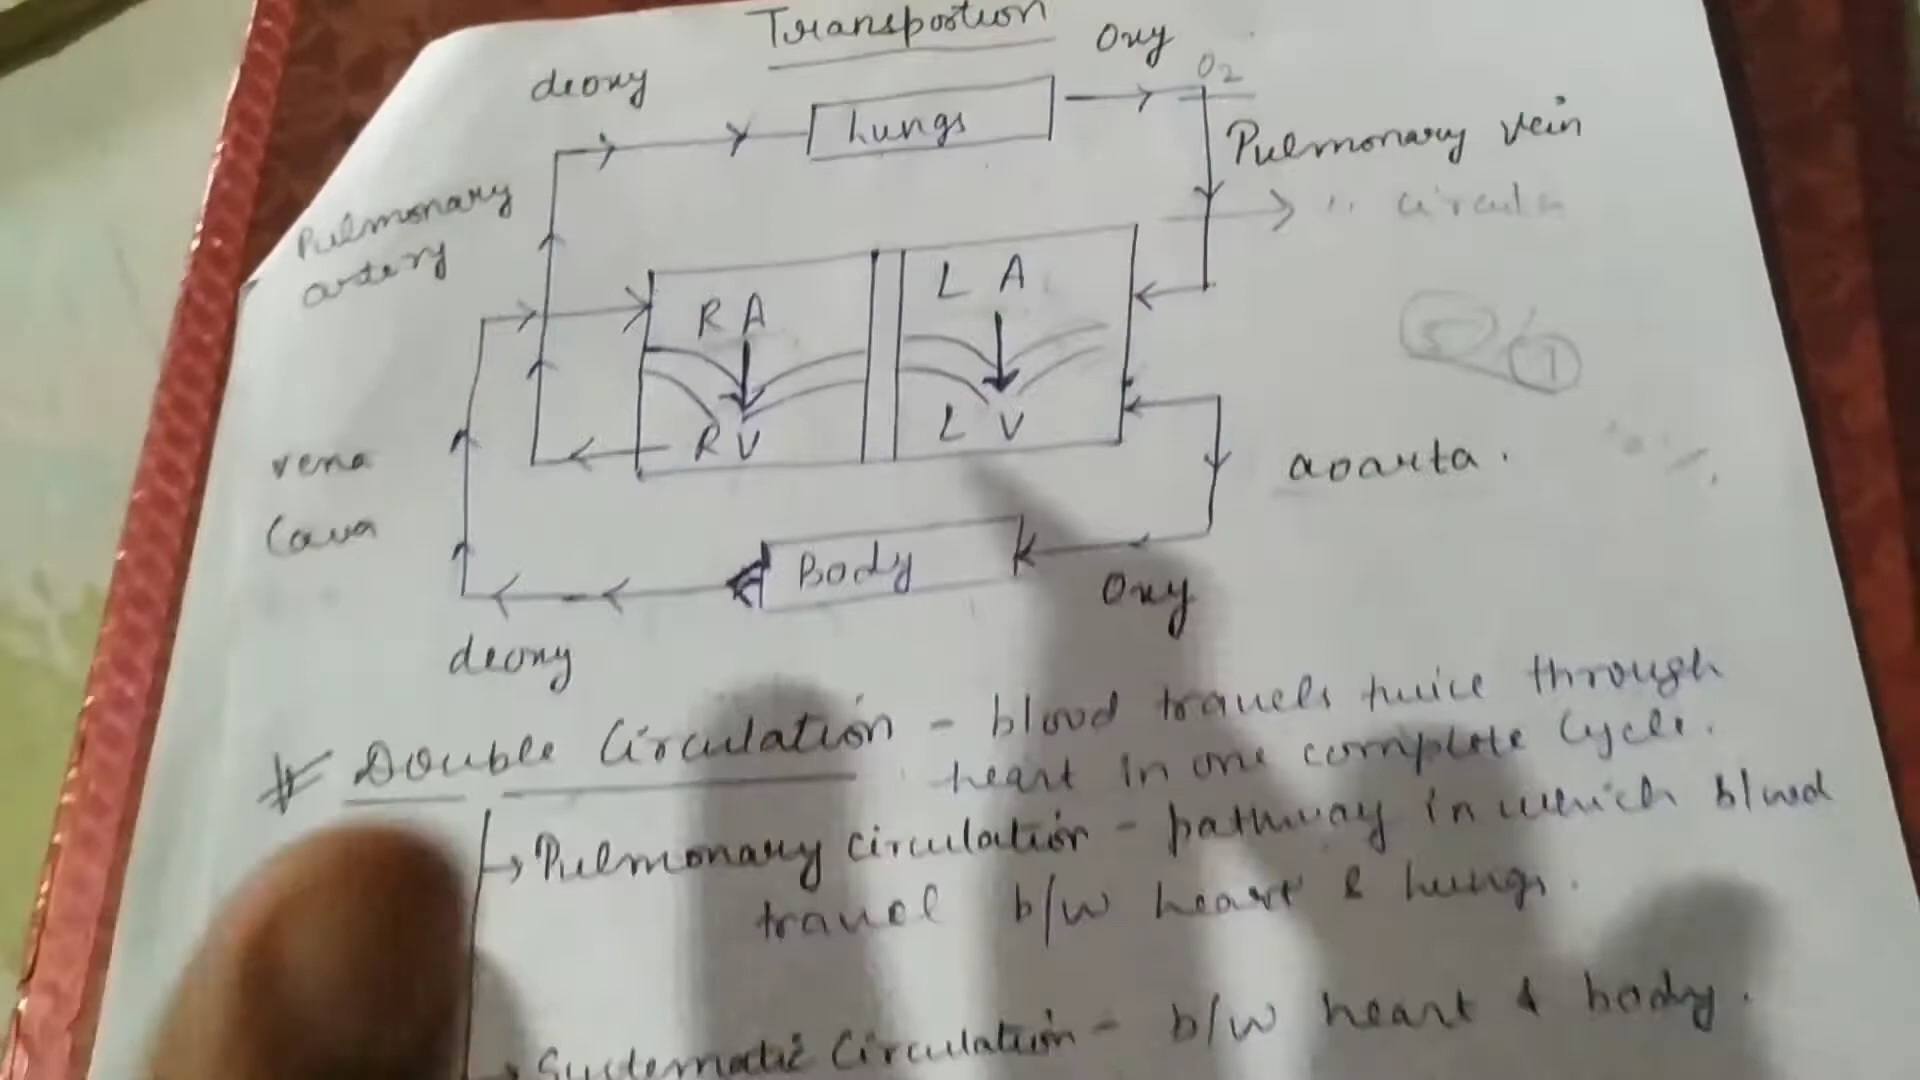 Transportion
deoxy
Oxy
O2
Lungs
Pulmonary vein
Pulmonary
artery
RA
LA
RV
LV
vena
Cava
aoarta.
Body
Oxy
deoxy
Double Circulation - blood travels twice through
heart in one complete Cycle.
Pulmonary circulation - pathway in which blood
travel b/w heart & lungs.
Systematic Circulation - b/w heart & body.